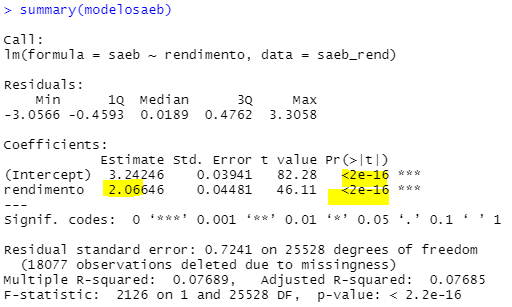 > summary(modelosaeb)
Call:
lm(formula = saeb ~ rendimento, data = saeb_rend)
Residuals:
Min 1Q Median 3Q Max
-3.0566 -0.4593 0.0189 0.4762 3.3058
Coefficients:
Estimate Std. Error t value Pr(>|t|)
(Intercept) 3.24246 0.03941 82.28 <2e-16 ***
rendimento 2.06646 0.04481 46.11 <2e-16 ***
---
Signif. codes: 0 ‘***’ 0.001 ‘**’ 0.01 ‘*’ 0.05 ‘.’ 0.1 ‘ ’ 1
Residual standard error: 0.7241 on 25528 degrees of freedom
(18077 observations deleted due to missingness)
Multiple R-squared: 0.07689, Adjusted R-squared: 0.07685
F-statistic: 2126 on 1 and 25528 DF, p-value: < 2.2e-16